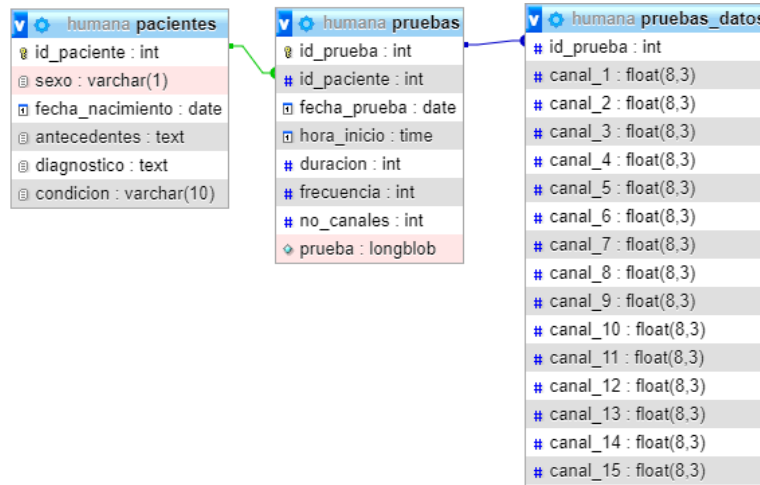 humana pacientes
id_paciente : int
sexo : varchar(1)
fecha_nacimiento : date
antecedentes : text
diagnostico : text
condicion : varchar(10)
humana pruebas
id_prueba : int
id_paciente : int
fecha_prueba : date
hora_inicio : time
duracion : int
frecuencia : int
no_canales : int
prueba : longblob
humana pruebas_datos
id_prueba : int
canal_1 : float(8,3)
canal_2 : float(8,3)
canal_3 : float(8,3)
canal_4 : float(8,3)
canal_5 : float(8,3)
canal_6 : float(8,3)
canal_7 : float(8,3)
canal_8 : float(8,3)
canal_9 : float(8,3)
canal_10 : float(8,3)
canal_11 : float(8,3)
canal_12 : float(8,3)
canal_13 : float(8,3)
canal_14 : float(8,3)
canal_15 : float(8,3)